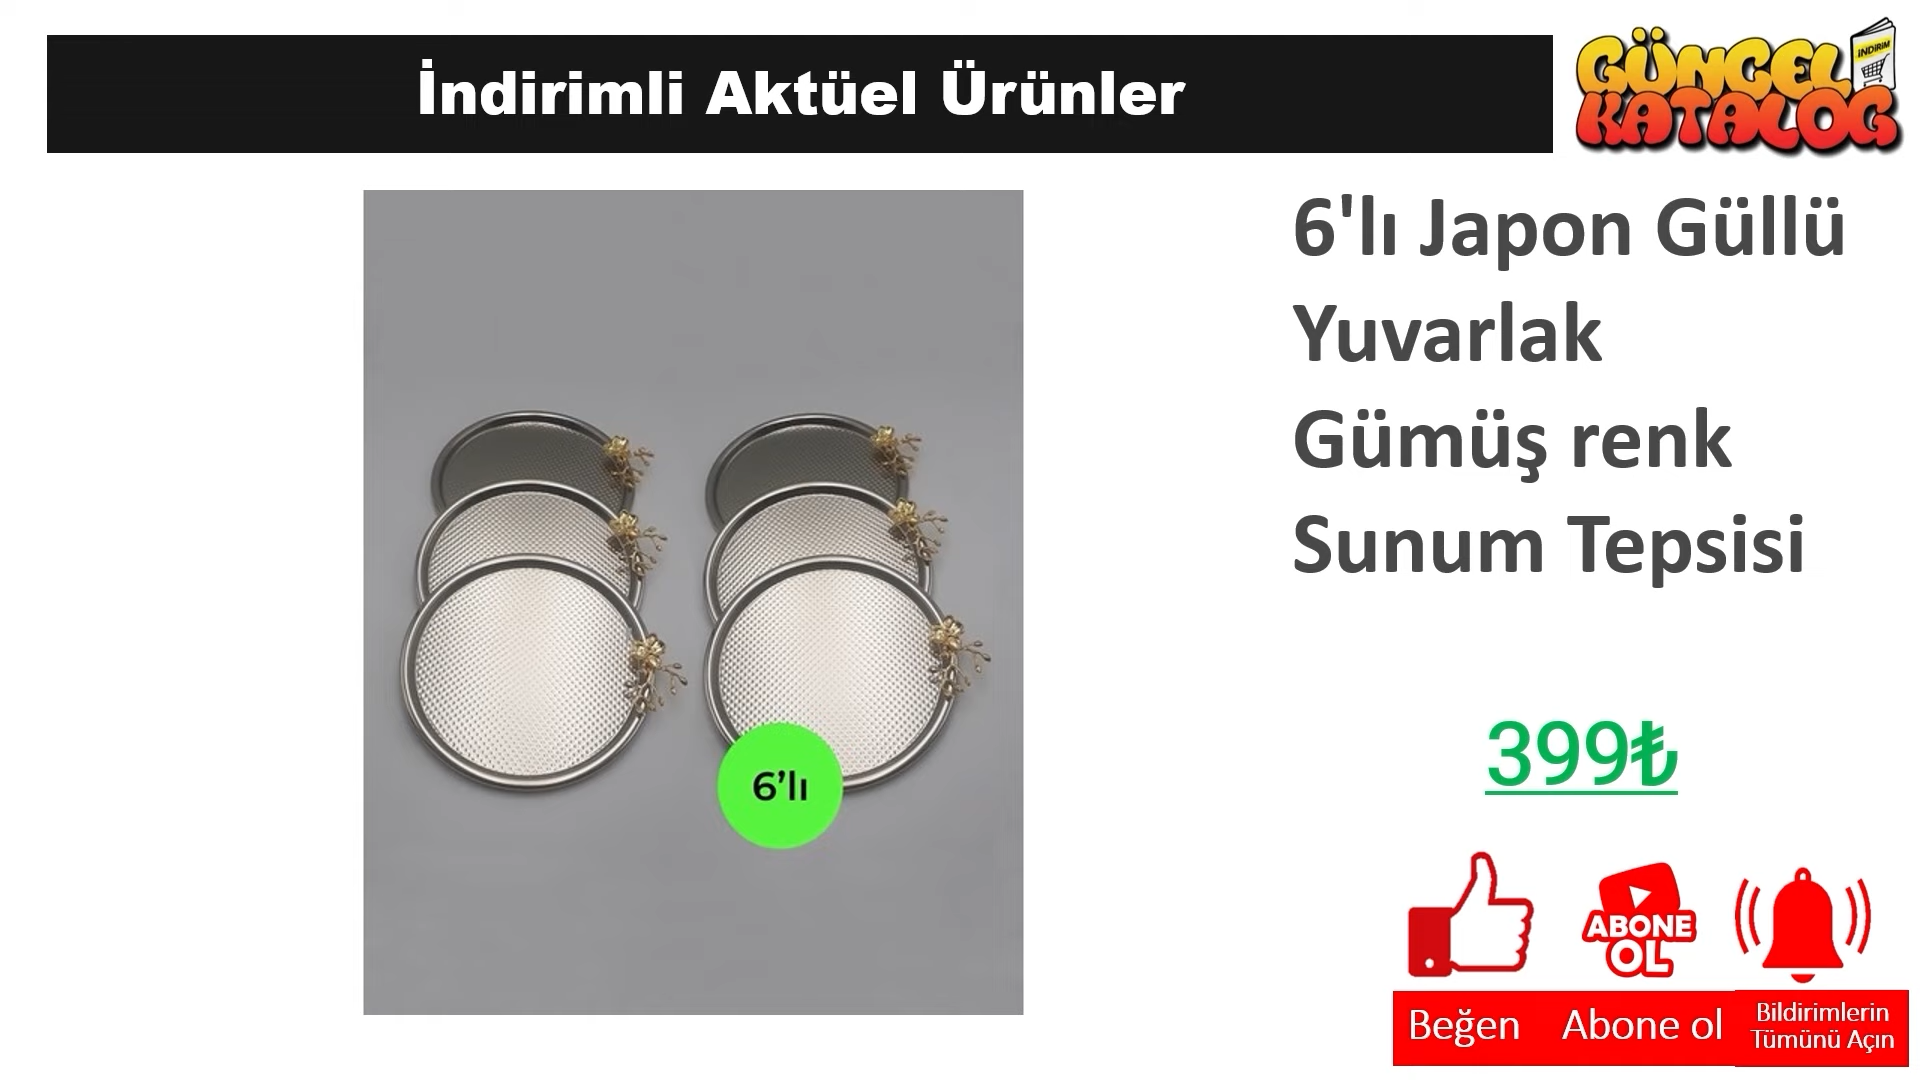 İndirimli Aktüel Ürünler
GÜNCEL
KATALOG
İNDİRİM
6'lı Japon Güllü
Yuvarlak
Gümüş renk
Sunum Tepsisi
6’lı
399₺
ABONE
OL
Beğen
Abone ol
Bildirimlerin
Tümünü Açın